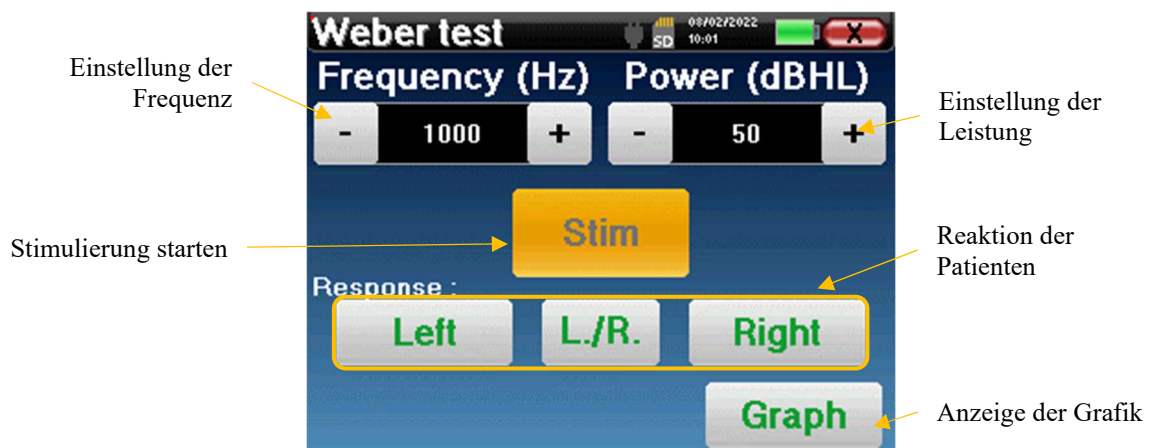 Weber test
SD
08/02/2022
10:01
X
Einstellung der
Frequenz
Frequency (Hz)
Power (dBHL)
-
1000
+
-
50
+
Einstellung der
Leistung
Stimulierung starten
Stim
Reaktion der
Patienten
Response :
Left
L./R.
Right
Graph
Anzeige der Grafik